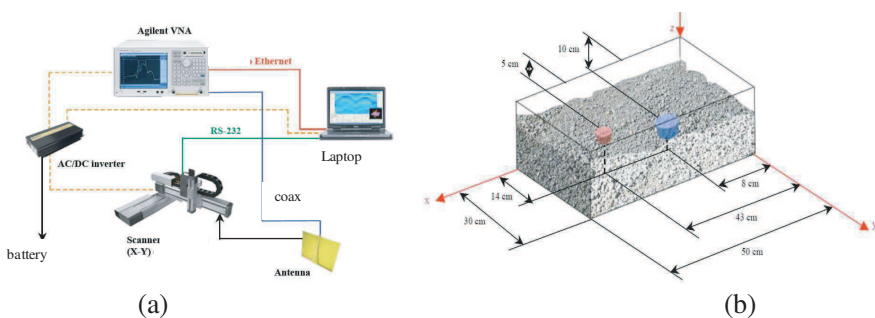 Agilent VNA
Ethernet
RS-232
Laptop
AC/DC inverter
coax
battery
Scanner
(X-Y)
Antenna
(a)
z
10 cm
5 cm
x
14 cm
30 cm
8 cm
43 cm
y
50 cm
(b)